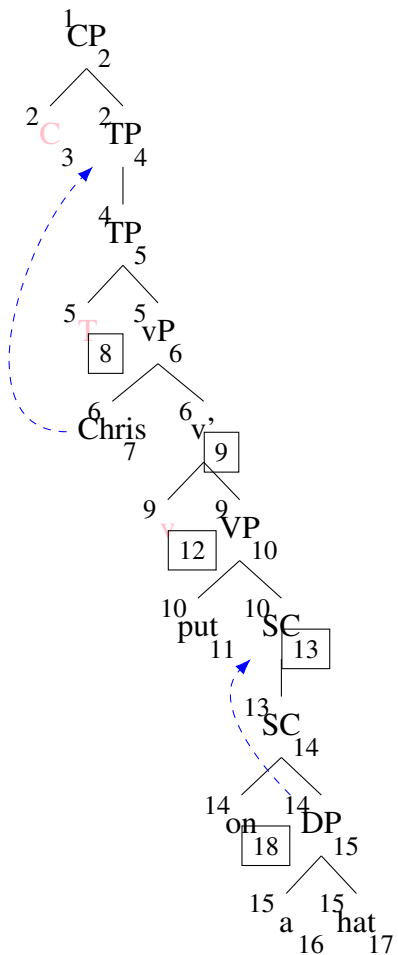 1 CP 2
2 C 3 2 TP 4
4 TP 5
5 T 8 5 vP 6
6 Chris 7 6 v' 9
9 v 12 9 VP 10
10 put 11 10 SC 13
13 SC 14
14 on 18 14 DP 15
15 a 16 15 hat 17